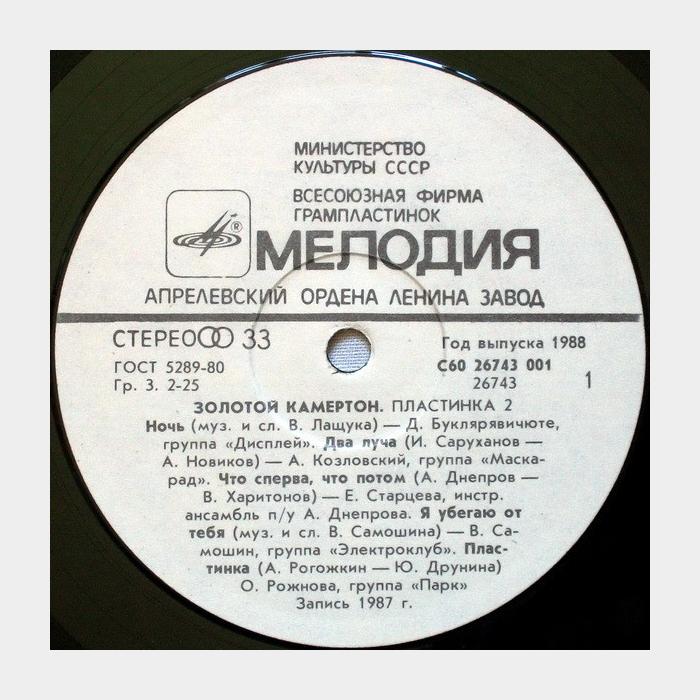 МИНИСТЕРСТВО
КУЛЬТУРЫ СССР
ВСЕСОЮЗНАЯ ФИРМА
ГРАМПЛАСТИНОК
®
МЕЛОДИЯ
АПРЕЛЕВСКИЙ ОРДЕНА ЛЕНИНА ЗАВОД
СТЕРЕО 33
Год выпуска 1988
ГОСТ 5289-80
С60 26743 001
Гр. 3. 2-25
26743
1
ЗОЛОТОЙ КАМЕРТОН. ПЛАСТИНКА 2
Ночь (муз. и сл. В. Лащука) — Д. Буклярявичюте,
группа «Дисплей». Два луча (И. Саруханов —
А. Новиков) — А. Козловский, группа «Маска-
рад». Что сперва, что потом (А. Днепров —
В. Харитонов) — Е. Старцева, инстр.
ансамбль п/у А. Днепрова. Я убегаю от
тебя (муз. и сл. В. Самошина) — В. Са-
мошин, группа «Электроклуб». Плас-
тинка (А. Рогожкин — Ю. Друнина)
О. Рожнова, группа «Парк»
Запись 1987 г.